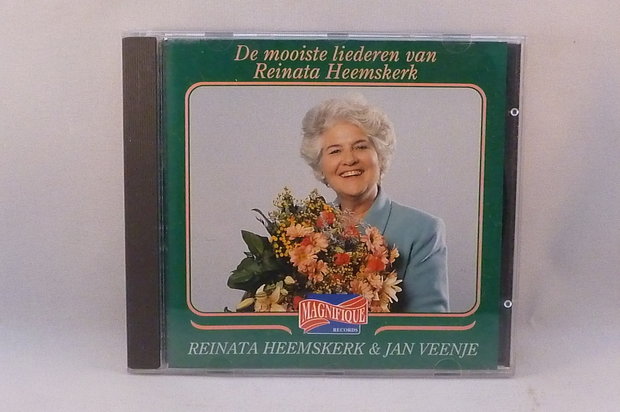 De mooiste liederen van
Reinata Heemskerk
MAGNIFIQUE
RECORDS
REINATA HEEMSKERK & JAN VEENJE